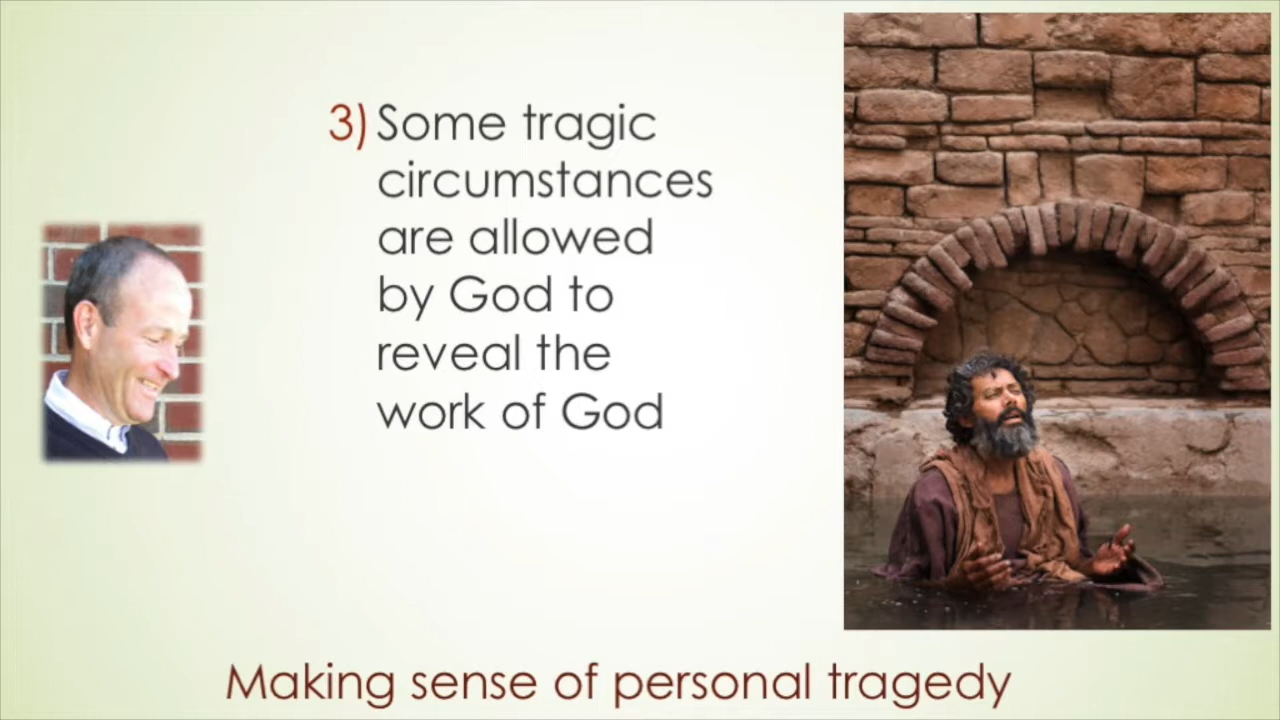 3) Some tragic
circumstances
are allowed
by God to
reveal the
work of God
Making sense of personal tragedy